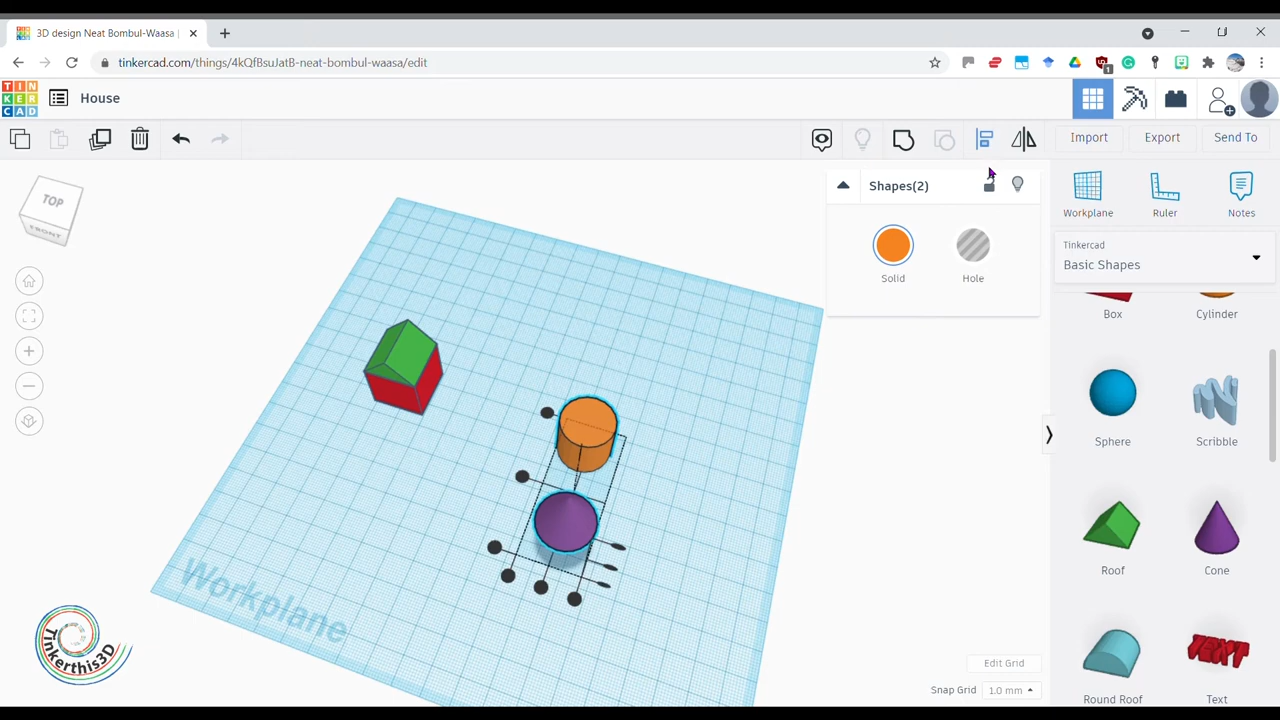 3D design Neat Bombul-Waasa |
tinkercad.com/things/4kQfBsuJatB-neat-bombul-waasa/edit
1
TIN
KER
CAD
House
Import
Export
Send To
TOP
FRONT
Shapes(2)
Solid
Hole
Workplane
Ruler
Notes
Tinkercad
Basic Shapes
Box
Cylinder
Sphere
Scribble
Roof
Cone
TEXT
Round Roof
Text
Workplane
Tinkerthis3D
Edit Grid
Snap Grid
1.0 mm